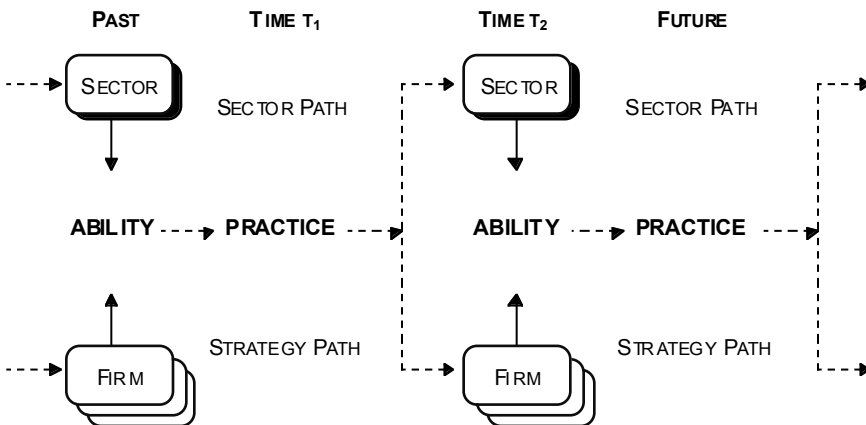 PAST TIME T1 TIME T2 FUTURE
SECTOR SECTOR
SECTOR PATH SECTOR PATH
ABILITY PRACTICE ABILITY PRACTICE
STRATEGY PATH STRATEGY PATH
FIRM FIRM